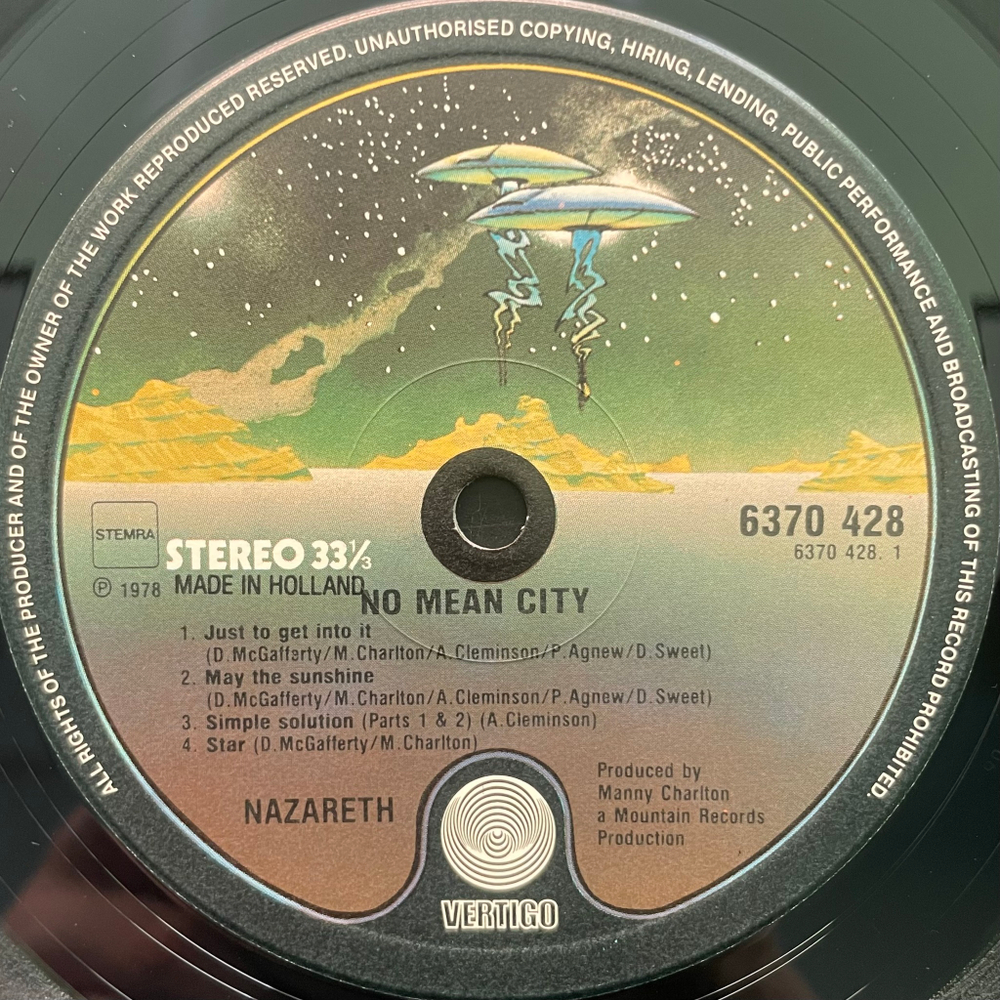 ALL RIGHTS OF THE PRODUCER AND OF THE OWNER OF THE WORK REPRODUCED RESERVED. UNAUTHORISED COPYING, HIRING, LENDING, PUBLIC PERFORMANCE AND BROADCASTING OF THIS RECORD PROHIBITED.
STEMRA
STEREO 33⅓
6370 428
6370 428. 1
℗ 1978 MADE IN HOLLAND
NO MEAN CITY
1. Just to get into it
(D.McGafferty/M.Charlton/A.Cleminson/P.Agnew/D.Sweet)
2. May the sunshine
(D.McGafferty/M.Charlton/A.Cleminson/P.Agnew/D.Sweet)
3. Simple solution (Parts 1 & 2) (A.Cleminson)
4. Star (D.McGafferty/M.Charlton)
NAZARETH
Produced by
Manny Charlton
a Mountain Records
Production
VERTIGO